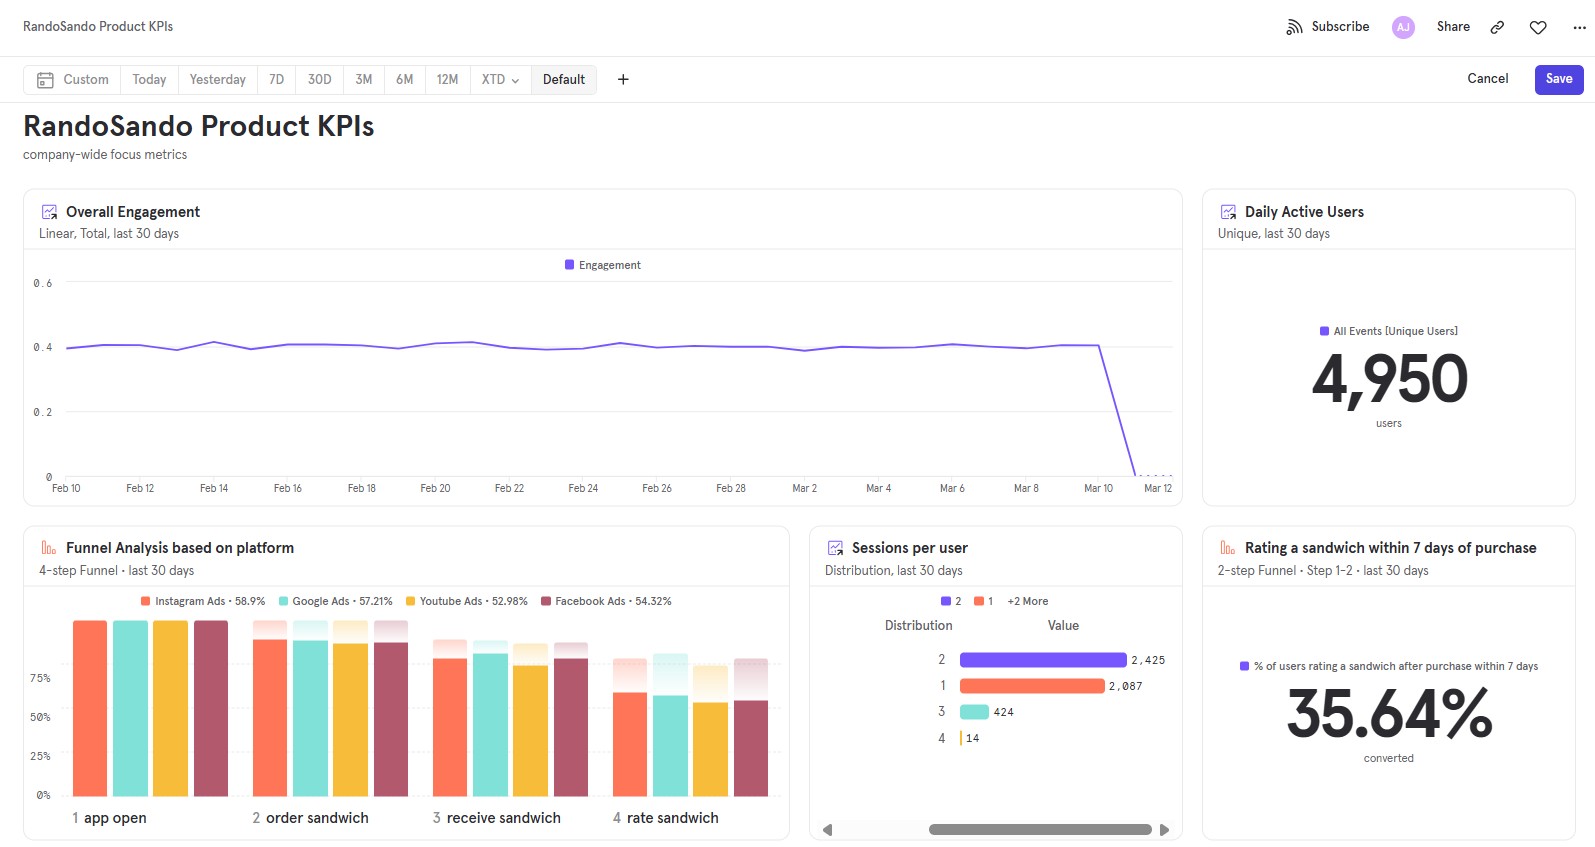 RandoSando Product KPIs
Subscribe AJ Share
Custom Today Yesterday 7D 30D 3M 6M 12M XTD Default +
Cancel Save
RandoSando Product KPIs
company-wide focus metrics
Overall Engagement
Linear, Total, last 30 days
Engagement
0.6
0.4
0.2
0
Feb 10 Feb 12 Feb 14 Feb 16 Feb 18 Feb 20 Feb 22 Feb 24 Feb 26 Feb 28 Mar 2 Mar 4 Mar 6 Mar 8 Mar 10 Mar 12
Daily Active Users
Unique, last 30 days
All Events [Unique Users]
4,950
users
Funnel Analysis based on platform
4-step Funnel • last 30 days
Instagram Ads • 58.9% Google Ads • 57.21% Youtube Ads • 52.98% Facebook Ads • 54.32%
75%
50%
25%
0%
1 app open 2 order sandwich 3 receive sandwich 4 rate sandwich
Sessions per user
Distribution, last 30 days
2 1 +2 More
Distribution Value
2 2,425
1 2,087
3 424
4 14
Rating a sandwich within 7 days of purchase
2-step Funnel • Step 1-2 • last 30 days
% of users rating a sandwich after purchase within 7 days
35.64%
converted